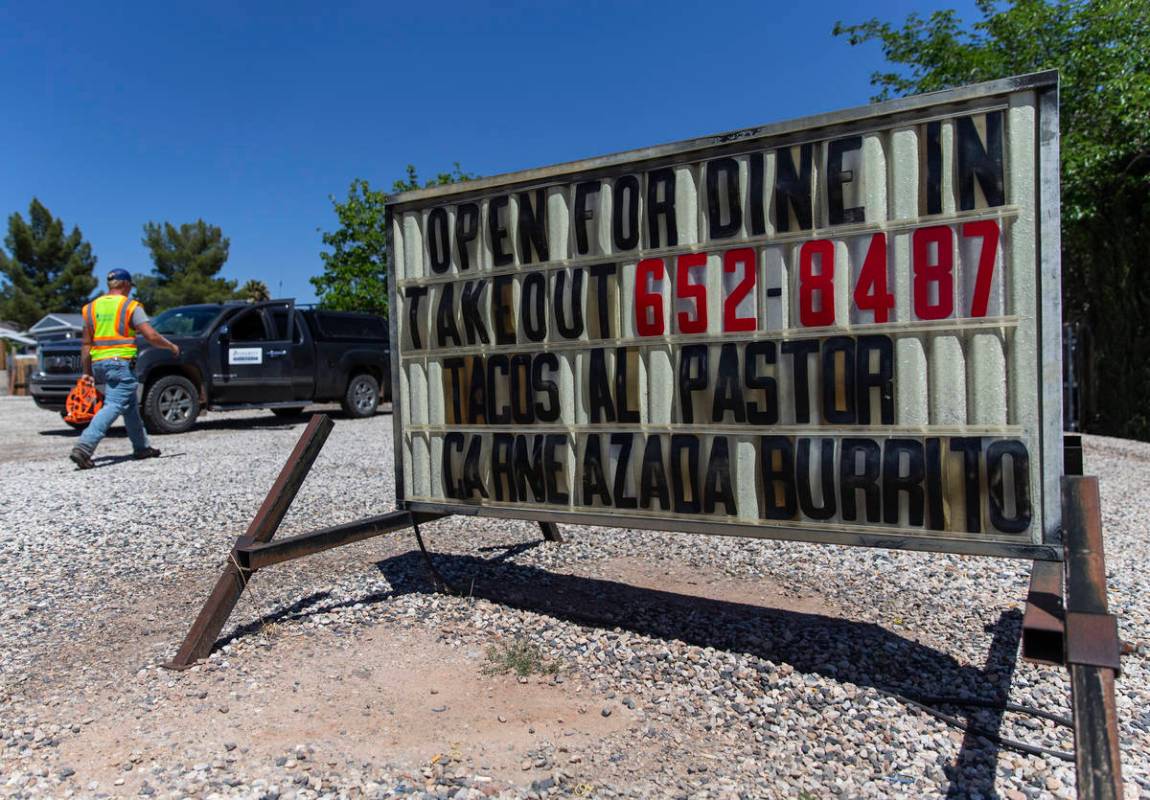 OPEN FOR DINE IN
TAKEOUT 652-8487
TACOS AL PASTOR
CARNE AZADA BURRITO